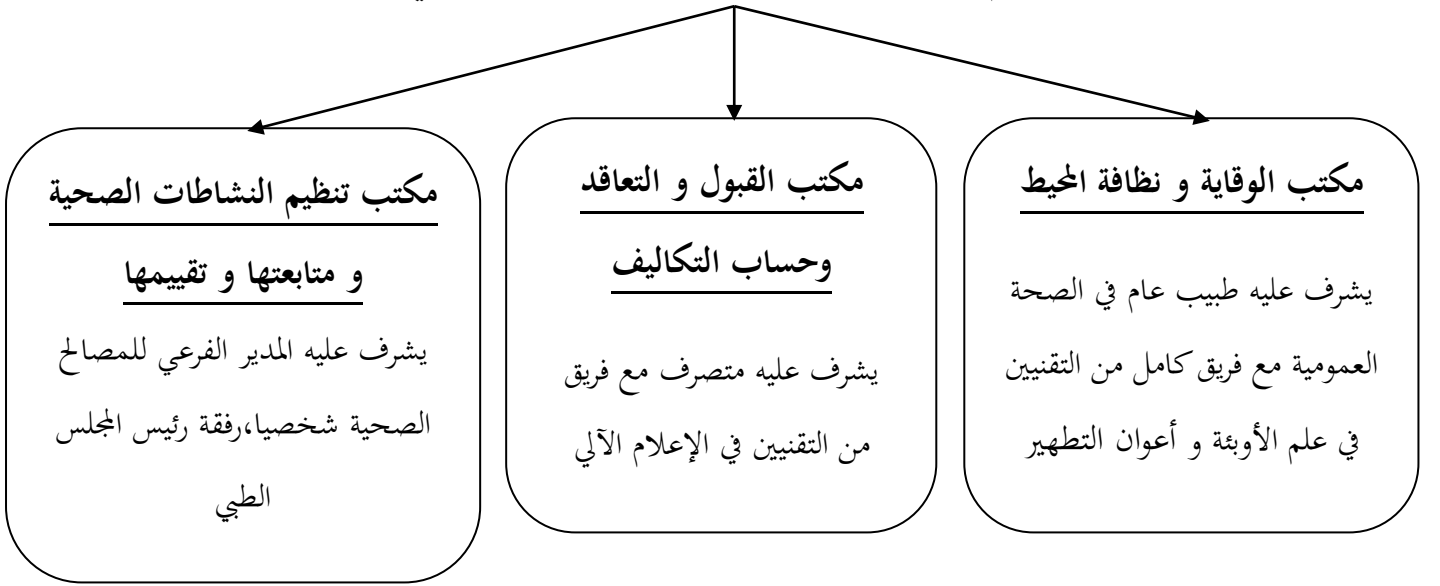 مكتب الوقاية و نظافة المحيط
يشرف عليه طبيب عام في الصحة
العمومية مع فريق كامل من التقنيين
في علم الأوبئة و أعوان التطهير
مكتب القبول و التعاقد
وحساب التكاليف
يشرف عليه متصرف مع فريق
من التقنيين في الإعلام الآلي
مكتب تنظيم النشاطات الصحية
و متابعتها و تقييمها
يشرف عليه المدير الفرعي للمصالح
الصحية شخصيا،رفقة رئيس المجلس
الطبي